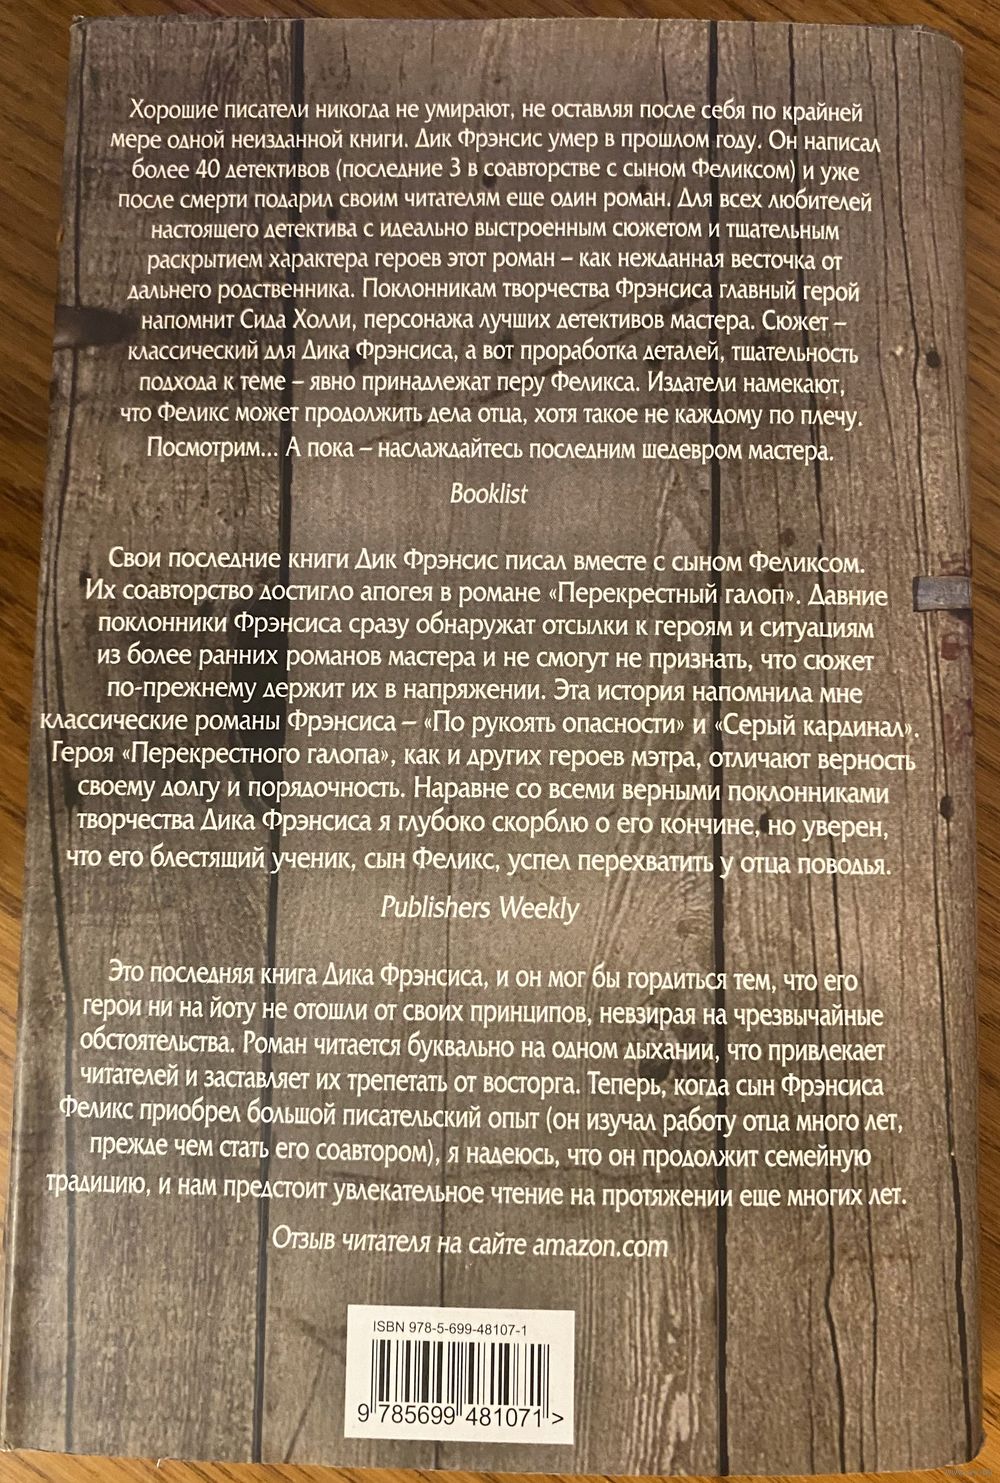 Хорошие писатели никогда не умирают, не оставляя после себя по крайней
мере одной неизданной книги. Дик Фрэнсис умер в прошлом году. Он написал
более 40 детективов (последние 3 в соавторстве с сыном Феликсом) и уже
после смерти подарил своим читателям еще один роман. Для всех любителей
настоящего детектива с идеально выстроенным сюжетом и тщательным
раскрытием характера героев этот роман – как нежданная весточка от
дальнего родственника. Поклонникам творчества Фрэнсиса главный герой
напомнит Сида Холли, персонажа лучших детективов мастера. Сюжет –
классический для Дика Фрэнсиса, а вот проработка деталей, тщательность
подхода к теме – явно принадлежат перу Феликса. Издатели намекают,
что Феликс может продолжить дела отца, хотя такое не каждому по плечу.
Посмотрим... А пока – наслаждайтесь последним шедевром мастера.
Booklist
Свои последние книги Дик Фрэнсис писал вместе с сыном Феликсом.
Их соавторство достигло апогея в романе «Перекрестный галоп». Давние
поклонники Фрэнсиса сразу обнаружат отсылки к героям и ситуациям
из более ранних романов мастера и не смогут не признать, что сюжет
по-прежнему держит их в напряжении. Эта история напомнила мне
классические романы Фрэнсиса – «По рукоять опасности» и «Серый кардинал».
Героя «Перекрестного галопа», как и других героев мэтра, отличают верность
своему долгу и порядочность. Наравне со всеми верными поклонниками
творчества Дика Фрэнсиса я глубоко скорблю о его кончине, но уверен,
что его блестящий ученик, сын Феликс, успел перехватить у отца поводья.
Publishers Weekly
Это последняя книга Дика Фрэнсиса, и он мог бы гордиться тем, что его
герои ни на йоту не отошли от своих принципов, невзирая на чрезвычайные
обстоятельства. Роман читается буквально на одном дыхании, что привлекает
читателей и заставляет их трепетать от восторга. Теперь, когда сын Фрэнсиса
Феликс приобрел большой писательский опыт (он изучал работу отца много лет,
прежде чем стать его соавтором), я надеюсь, что он продолжит семейную
традицию, и нам предстоит увлекательное чтение на протяжении еще многих лет.
Отзыв читателя на сайте amazon.com
ISBN 978-5-699-48107-1
9 785699 481071 >